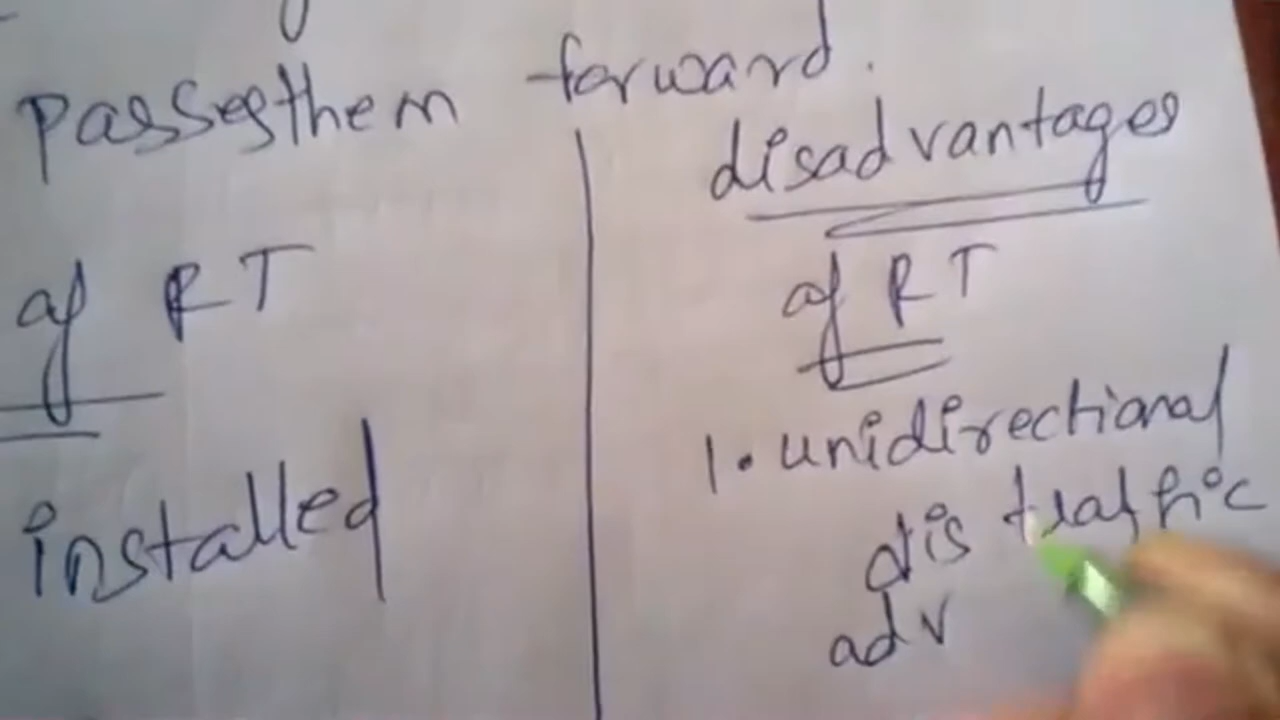 passesthem forward.
of RT
installed
disadvantages
of RT
1. unidirectional
dis traffic
adv